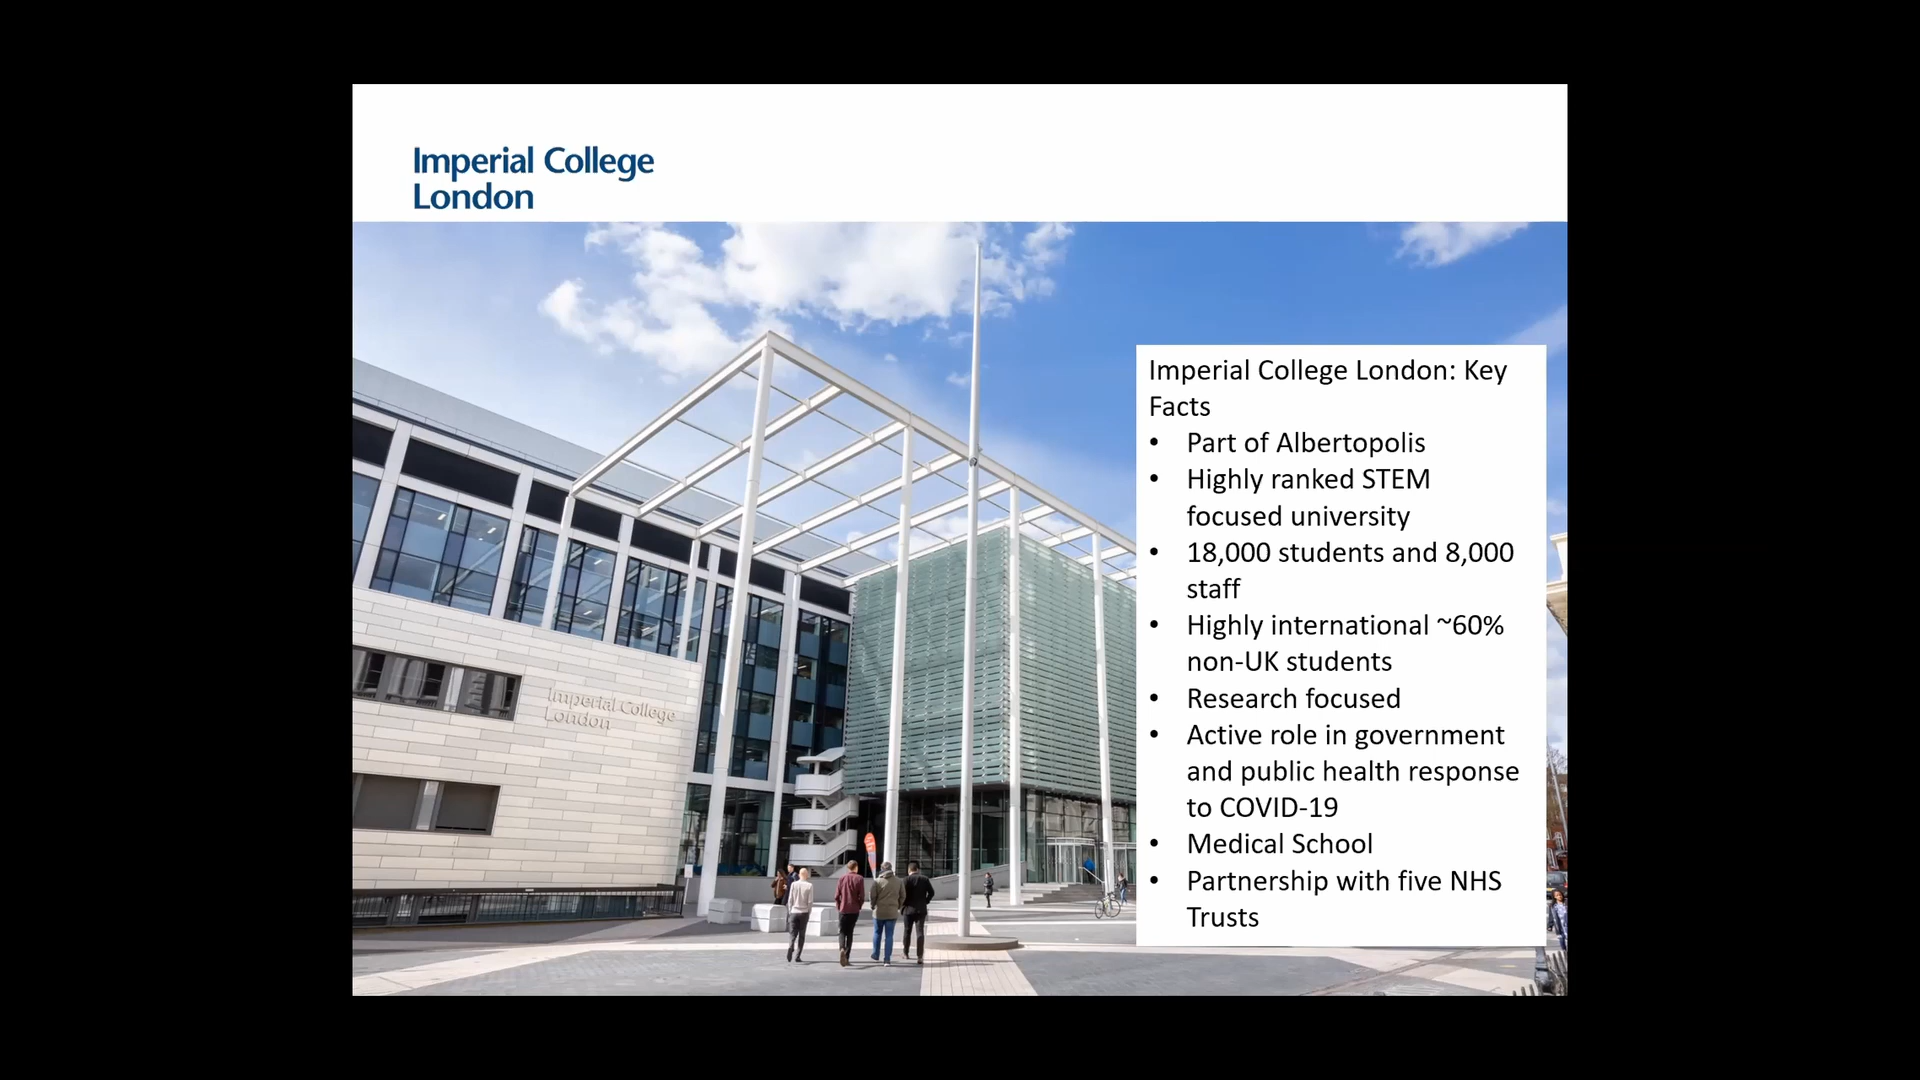 Imperial College
London
Imperial College
London
Imperial College London: Key
Facts
• Part of Albertopolis
• Highly ranked STEM
focused university
• 18,000 students and 8,000
staff
• Highly international ~60%
non-UK students
• Research focused
• Active role in government
and public health response
to COVID-19
• Medical School
• Partnership with five NHS
Trusts